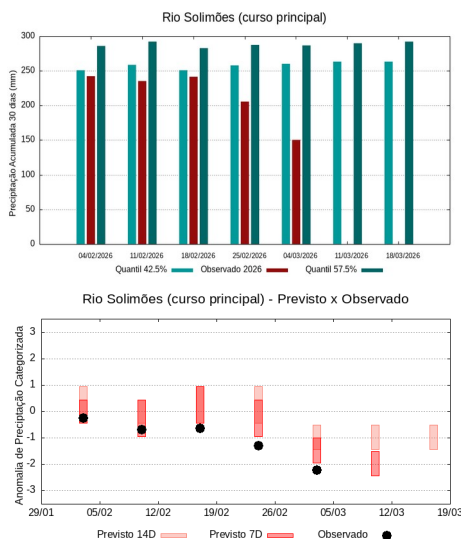 Rio Solimões (curso principal)
Precipitação Acumulada 30 dias (mm)
300
250
200
150
100
50
0
04/02/2026 11/02/2026 18/02/2026 25/02/2026 04/03/2026 11/03/2026 18/03/2026
Quantil 42.5% Observado 2026 Quantil 57.5%
Rio Solimões (curso principal) - Previsto x Observado
Anomalia de Preciptação Categorizada
3
2
1
0
-1
-2
-3
29/01 05/02 12/02 19/02 26/02 05/03 12/03 19/03
Previsto 14D Previsto 7D Observado